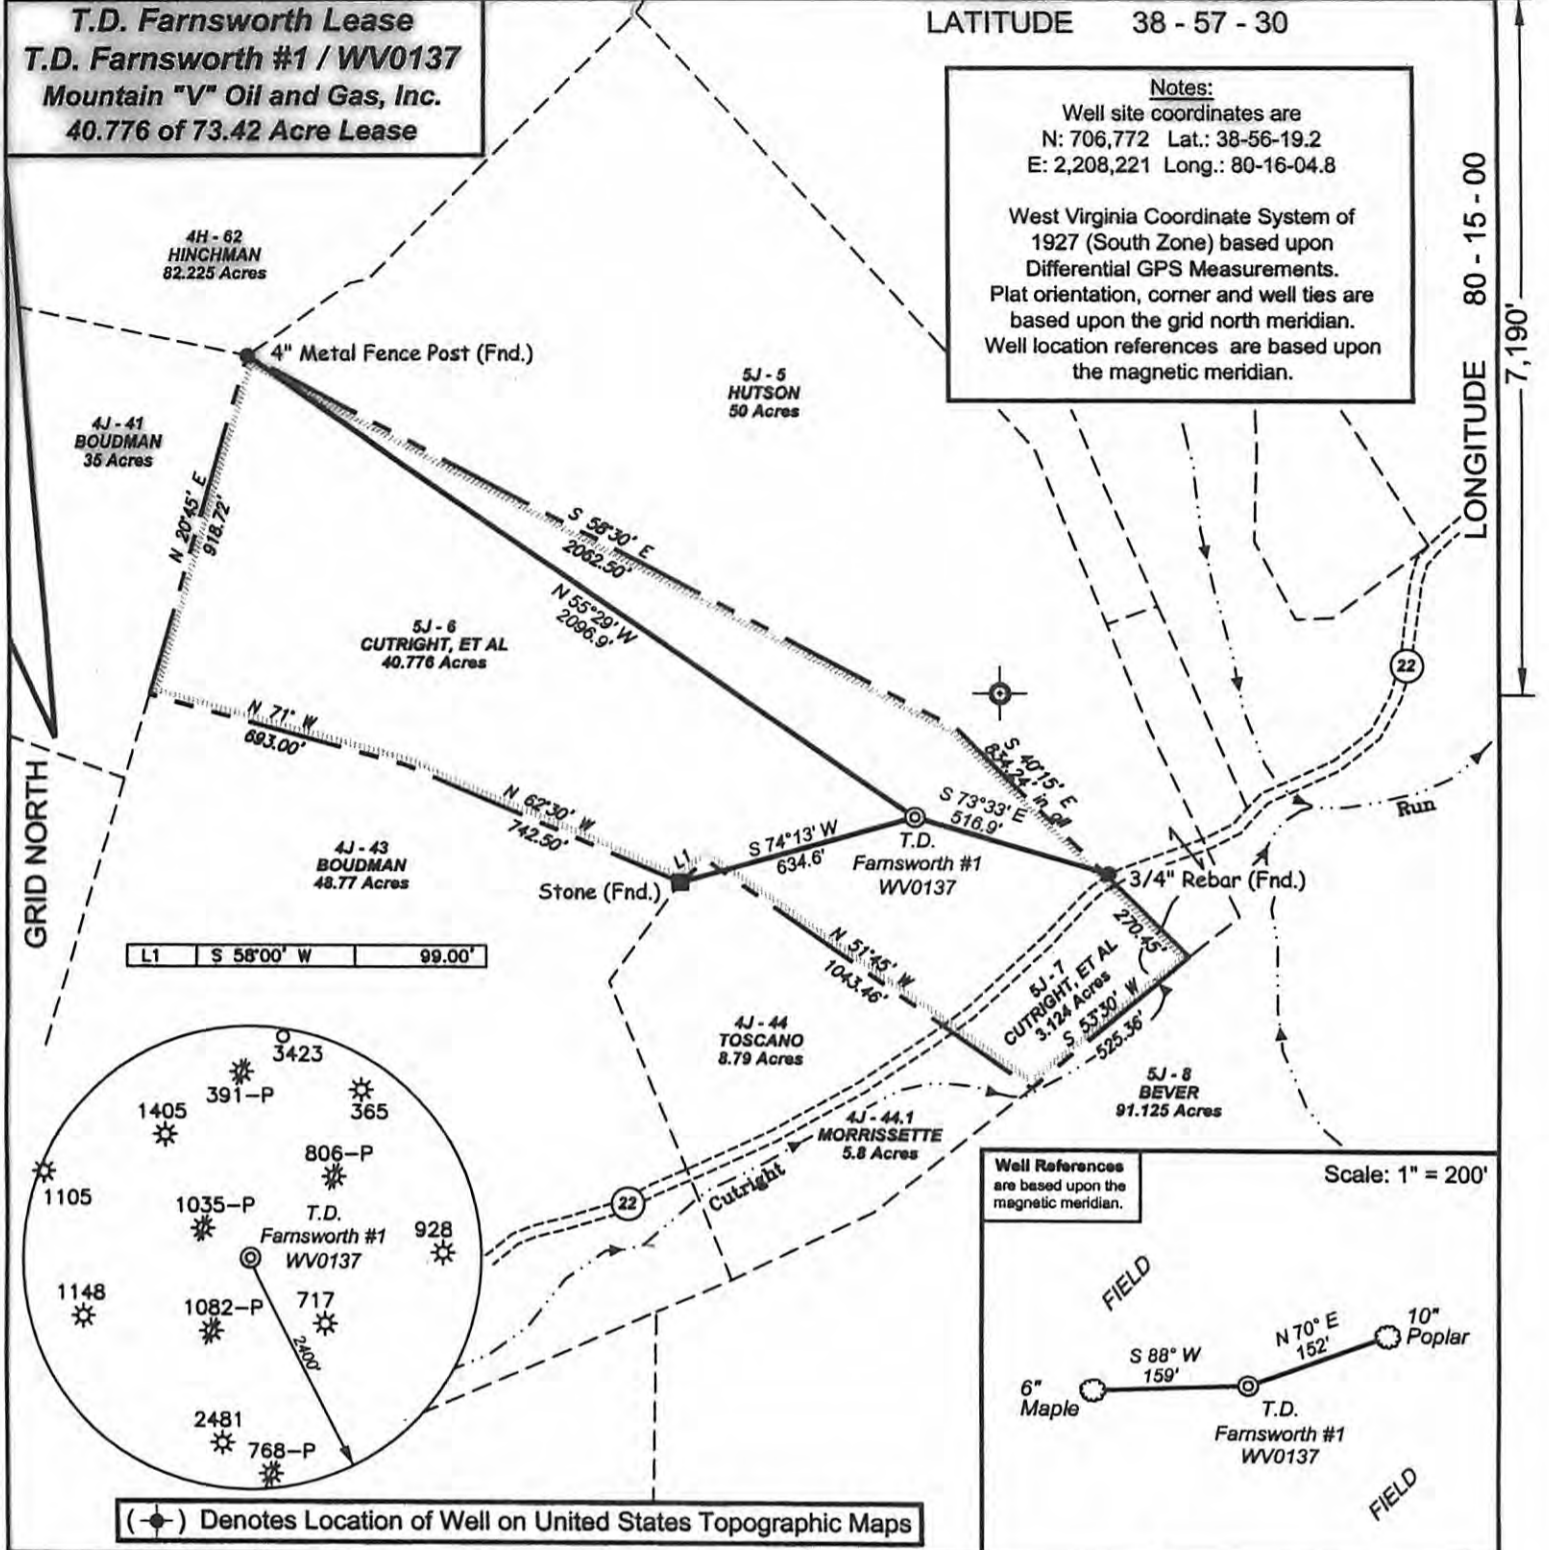 T.D. Farnsworth Lease
T.D. Farnsworth #1 / WV0137
Mountain "V" Oil and Gas, Inc.
40.776 of 73.42 Acre Lease
LATITUDE 38 - 57 - 30
Notes:
Well site coordinates are
N: 706,772 Lat.: 38-56-19.2
E: 2,208,221 Long.: 80-16-04.8
West Virginia Coordinate System of
1927 (South Zone) based upon
Differential GPS Measurements.
Plat orientation, corner and well ties are
based upon the grid north meridian.
Well location references are based upon
the magnetic meridian.
LONGITUDE 80 - 15 - 00
7,190'
4H - 62
HINCHMAN
82.225 Acres
4" Metal Fence Post (Fnd.)
5J - 5
HUTSON
50 Acres
4J - 41
BOUDMAN
35 Acres
N 20°45' E
918.72'
S 58°30' E
2062.50'
N 55°29' W
2096.9'
5J - 6
CUTRIGHT, ET AL
40.776 Acres
22
N 71° W
693.00'
S 40°15' E
834.24' in all
GRID NORTH
N 62°30' W
742.50'
S 73°33' E
516.9'
Run
S 74°13' W
634.6'
T.D.
Farnsworth #1
WV0137
4J - 43
BOUDMAN
48.77 Acres
L1
Stone (Fnd.)
3/4" Rebar (Fnd.)
270.45'
L1 S 58°00' W 99.00'
N 51°45' W
1043.46'
5J - 7
CUTRIGHT, ET AL
3.124 Acres
S 53°30' W
525.36'
4J - 44
TOSCANO
8.79 Acres
5J - 8
BEVER
91.125 Acres
4J - 44.1
MORRISSETTE
5.8 Acres
Cutright
22
3423
391-P
365
1405
806-P
1105
1035-P
T.D.
Farnsworth #1
WV0137
928
1148
1082-P
717
2400'
2481
768-P
Well References
are based upon the
magnetic meridian.
Scale: 1" = 200'
FIELD
N 70° E
152'
10"
Poplar
S 88° W
159'
6"
Maple
T.D.
Farnsworth #1
WV0137
FIELD
( ) Denotes Location of Well on United States Topographic Maps